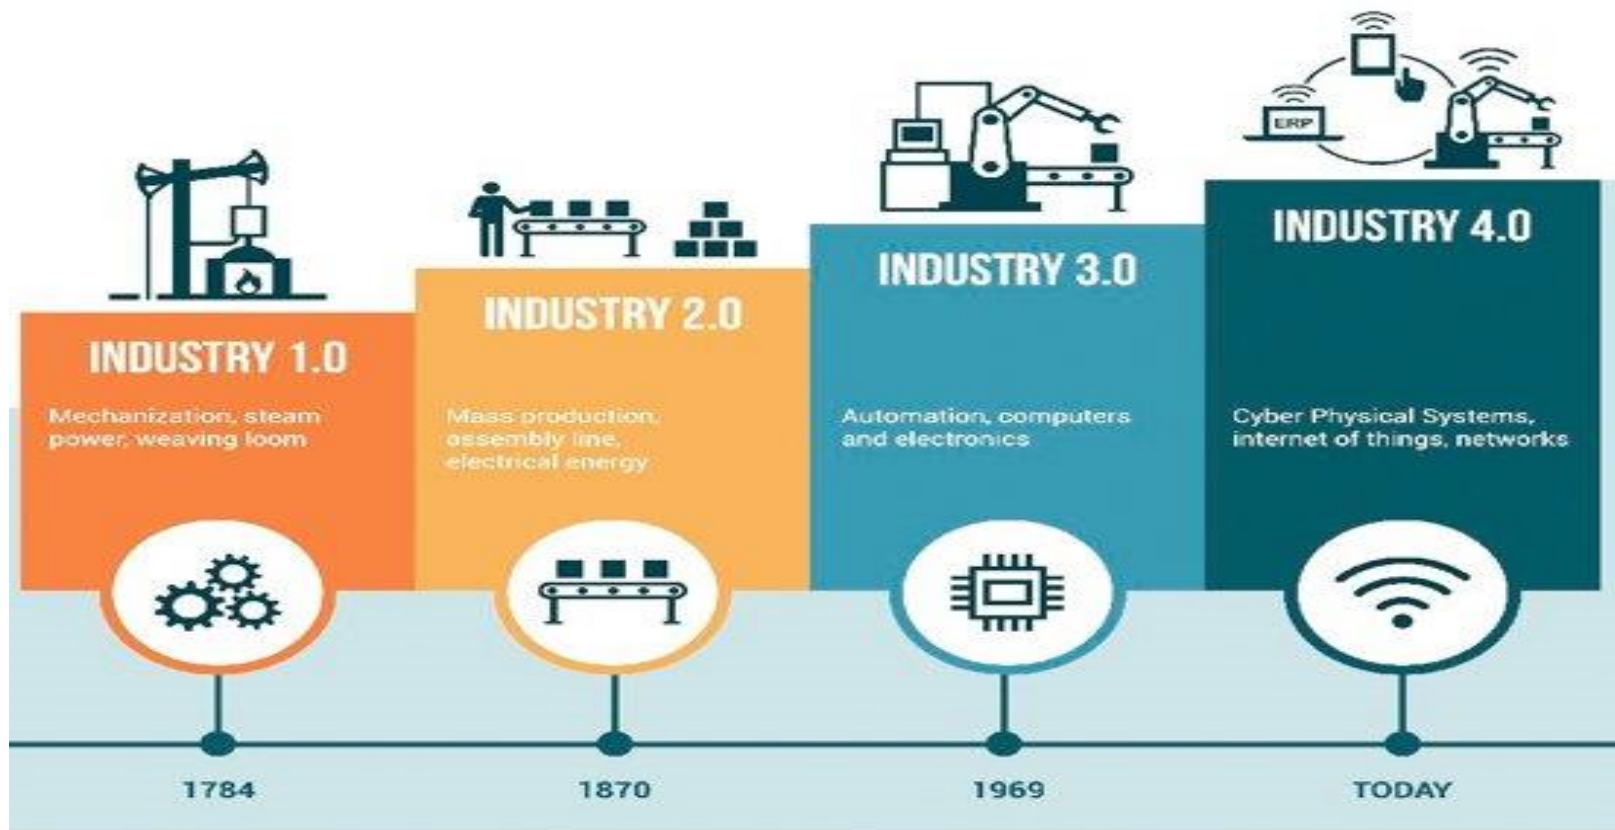 ERP
INDUSTRY 1.0
Mechanization, steam
power, weaving loom
INDUSTRY 2.0
Mass production,
assembly line,
electrical energy
INDUSTRY 3.0
Automation, computers
and electronics
INDUSTRY 4.0
Cyber Physical Systems,
internet of things, networks
1784
1870
1969
TODAY